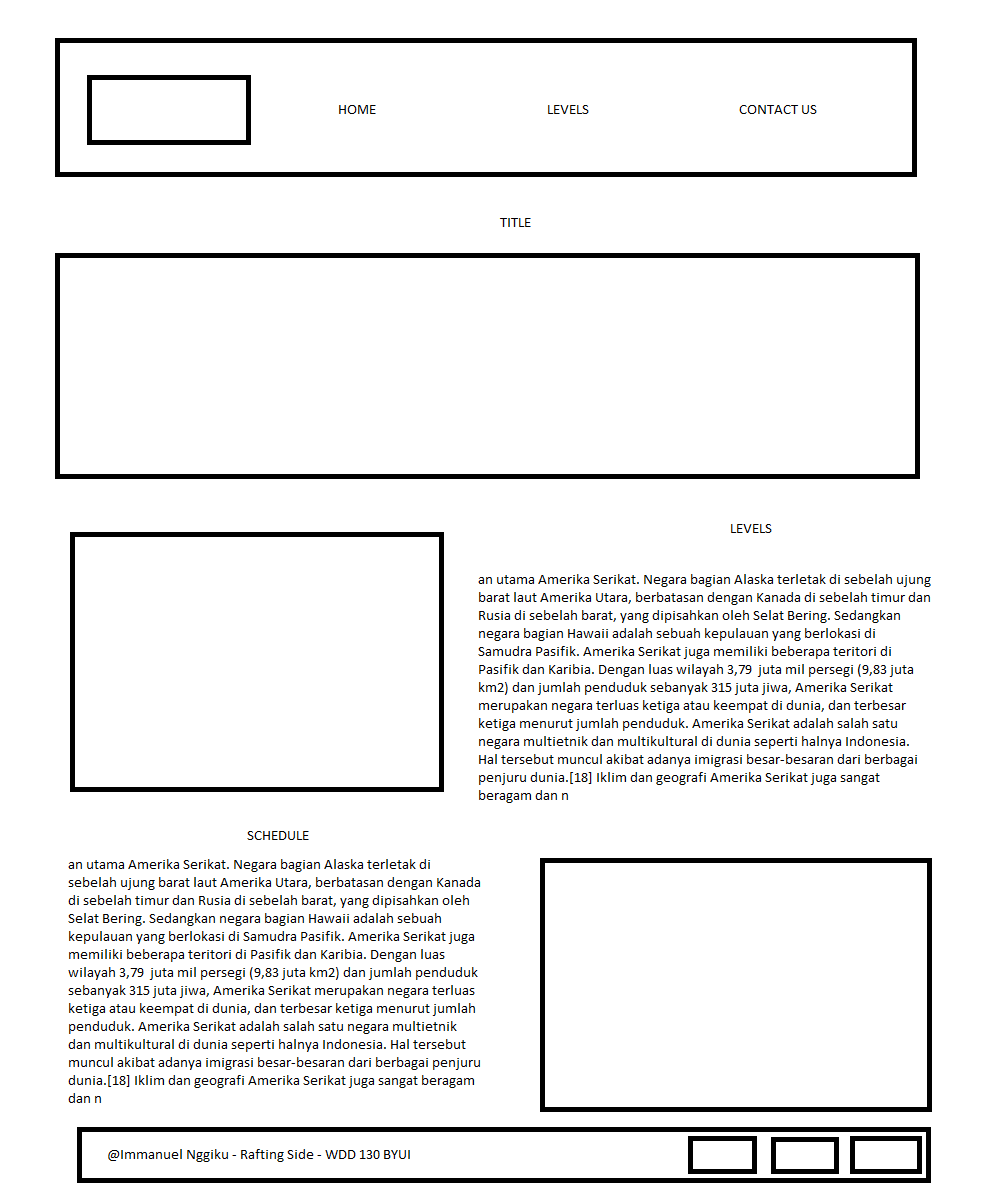 HOME LEVELS CONTACT US
TITLE
LEVELS
an utama Amerika Serikat. Negara bagian Alaska terletak di sebelah ujung
barat laut Amerika Utara, berbatasan dengan Kanada di sebelah timur dan
Rusia di sebelah barat, yang dipisahkan oleh Selat Bering. Sedangkan
negara bagian Hawaii adalah sebuah kepulauan yang berlokasi di
Samudra Pasifik. Amerika Serikat juga memiliki beberapa teritori di
Pasifik dan Karibia. Dengan luas wilayah 3,79  juta mil persegi (9,83 juta
km2) dan jumlah penduduk sebanyak 315 juta jiwa, Amerika Serikat
merupakan negara terluas ketiga atau keempat di dunia, dan terbesar
ketiga menurut jumlah penduduk. Amerika Serikat adalah salah satu
negara multietnik dan multikultural di dunia seperti halnya Indonesia.
Hal tersebut muncul akibat adanya imigrasi besar-besaran dari berbagai
penjuru dunia.[18] Iklim dan geografi Amerika Serikat juga sangat
beragam dan n
SCHEDULE
an utama Amerika Serikat. Negara bagian Alaska terletak di
sebelah ujung barat laut Amerika Utara, berbatasan dengan Kanada
di sebelah timur dan Rusia di sebelah barat, yang dipisahkan oleh
Selat Bering. Sedangkan negara bagian Hawaii adalah sebuah
kepulauan yang berlokasi di Samudra Pasifik. Amerika Serikat juga
memiliki beberapa teritori di Pasifik dan Karibia. Dengan luas
wilayah 3,79  juta mil persegi (9,83 juta km2) dan jumlah penduduk
sebanyak 315 juta jiwa, Amerika Serikat merupakan negara terluas
ketiga atau keempat di dunia, dan terbesar ketiga menurut jumlah
penduduk. Amerika Serikat adalah salah satu negara multietnik
dan multikultural di dunia seperti halnya Indonesia. Hal tersebut
muncul akibat adanya imigrasi besar-besaran dari berbagai penjuru
dunia.[18] Iklim dan geografi Amerika Serikat juga sangat beragam
dan n
@Immanuel Nggiku - Rafting Side - WDD 130 BYUI